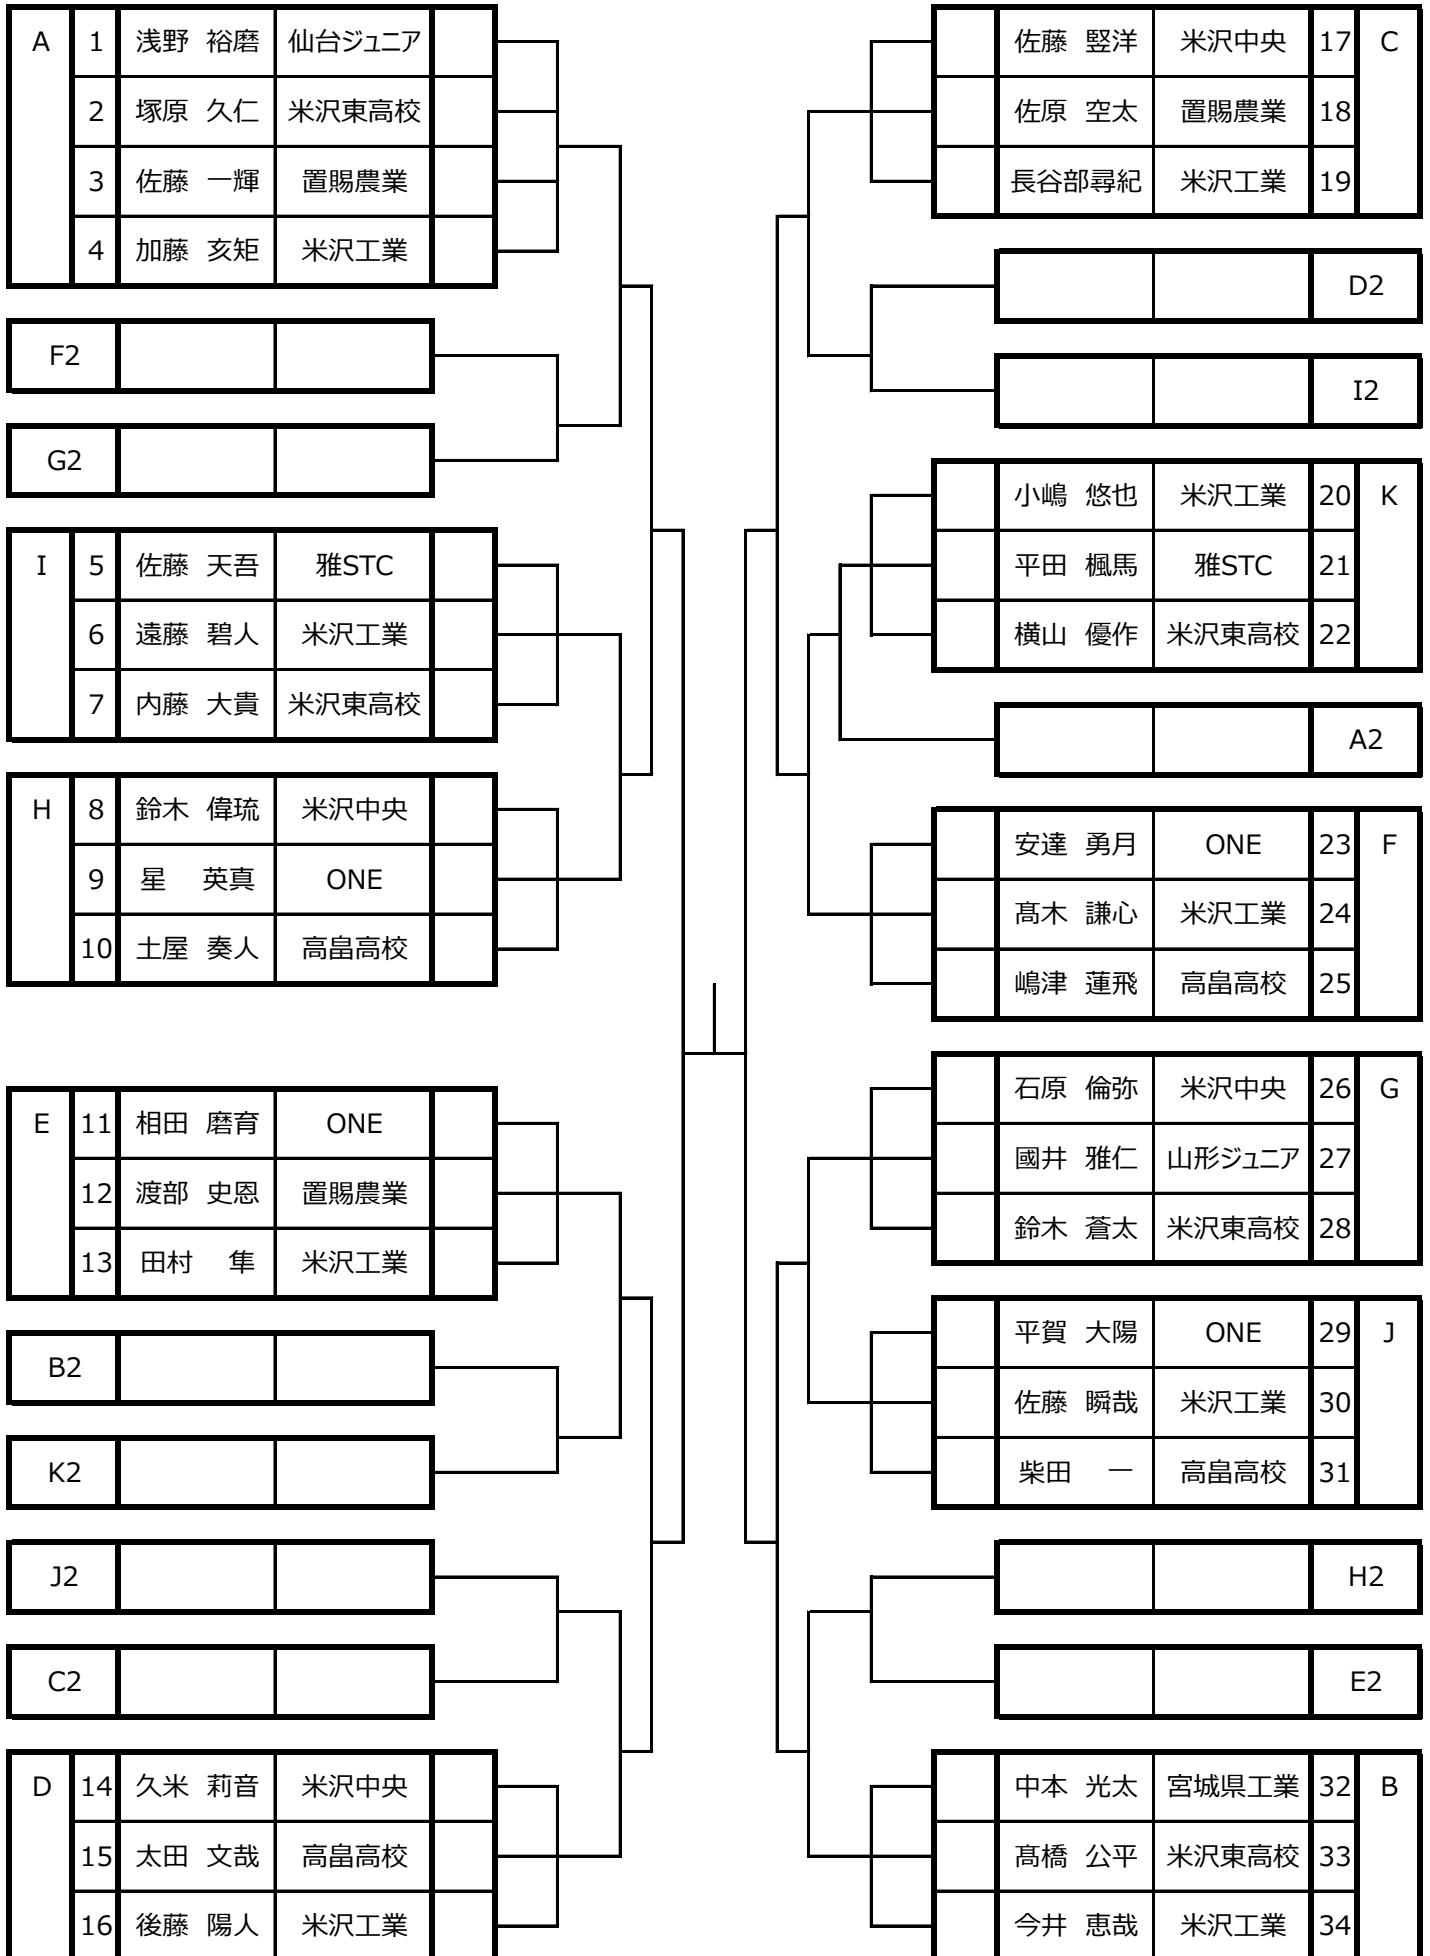 A 1 浅野 裕磨 仙台ジュニア
2 塚原 久仁 米沢東高校
3 佐藤 一輝 置賜農業
4 加藤 亥矩 米沢工業
F2
G2
I 5 佐藤 天吾 雅STC
6 遠藤 碧人 米沢工業
7 内藤 大貴 米沢東高校
H 8 鈴木 偉琉 米沢中央
9 星 英真 ONE
10 土屋 奏人 高畠高校
E 11 相田 磨育 ONE
12 渡部 史恩 置賜農業
13 田村 隼 米沢工業
B2
K2
J2
C2
D 14 久米 莉音 米沢中央
15 太田 文哉 高畠高校
16 後藤 陽人 米沢工業
佐藤 竪洋 米沢中央 17 C
佐原 空太 置賜農業 18
長谷部尋紀 米沢工業 19
D2
I2
小嶋 悠也 米沢工業 20 K
平田 楓馬 雅STC 21
横山 優作 米沢東高校 22
A2
安達 勇月 ONE 23 F
髙木 謙心 米沢工業 24
嶋津 蓮飛 高畠高校 25
石原 倫弥 米沢中央 26 G
國井 雅仁 山形ジュニア 27
鈴木 蒼太 米沢東高校 28
平賀 大陽 ONE 29 J
佐藤 瞬哉 米沢工業 30
柴田 一 高畠高校 31
H2
E2
中本 光太 宮城県工業 32 B
髙橋 公平 米沢東高校 33
今井 恵哉 米沢工業 34